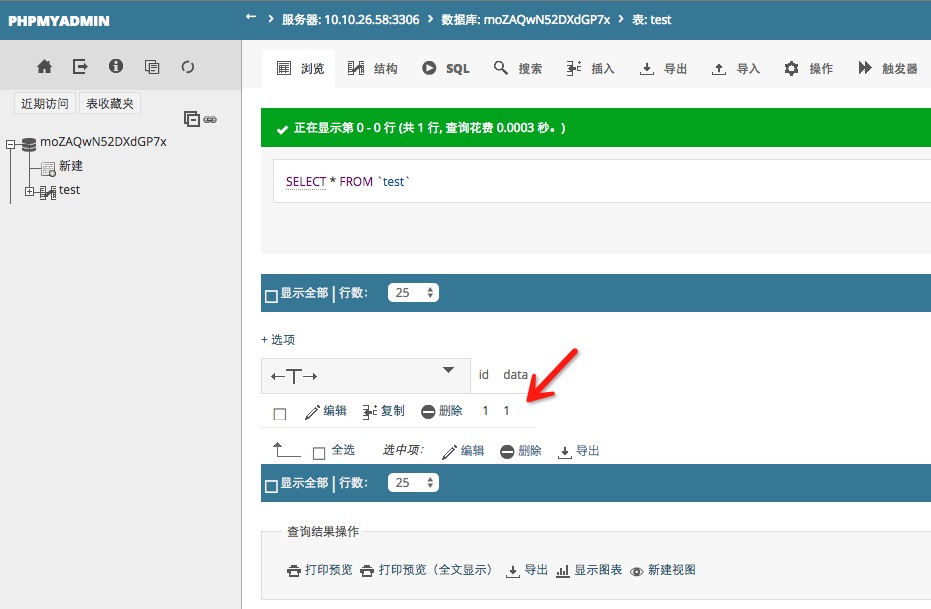 PHPMYADMIN
服务器: 10.10.26.58:3306 › 数据库: moZAQwN52DXdGP7x › 表: test
近期访问 表收藏夹
moZAQwN52DXdGP7x
新建
test
浏览 结构 SQL 搜索 插入 导出 导入 操作 触发器
正在显示第 0 - 0 行 (共 1 行, 查询花费 0.0003 秒。)
SELECT * FROM `test`
显示全部 | 行数: 25
+ 选项
←T→ id data
编辑 复制 删除 1 1
全选 选中项: 编辑 删除 导出
显示全部 | 行数: 25
查询结果操作
打印预览 打印预览（全文显示） 导出 显示图表 新建视图